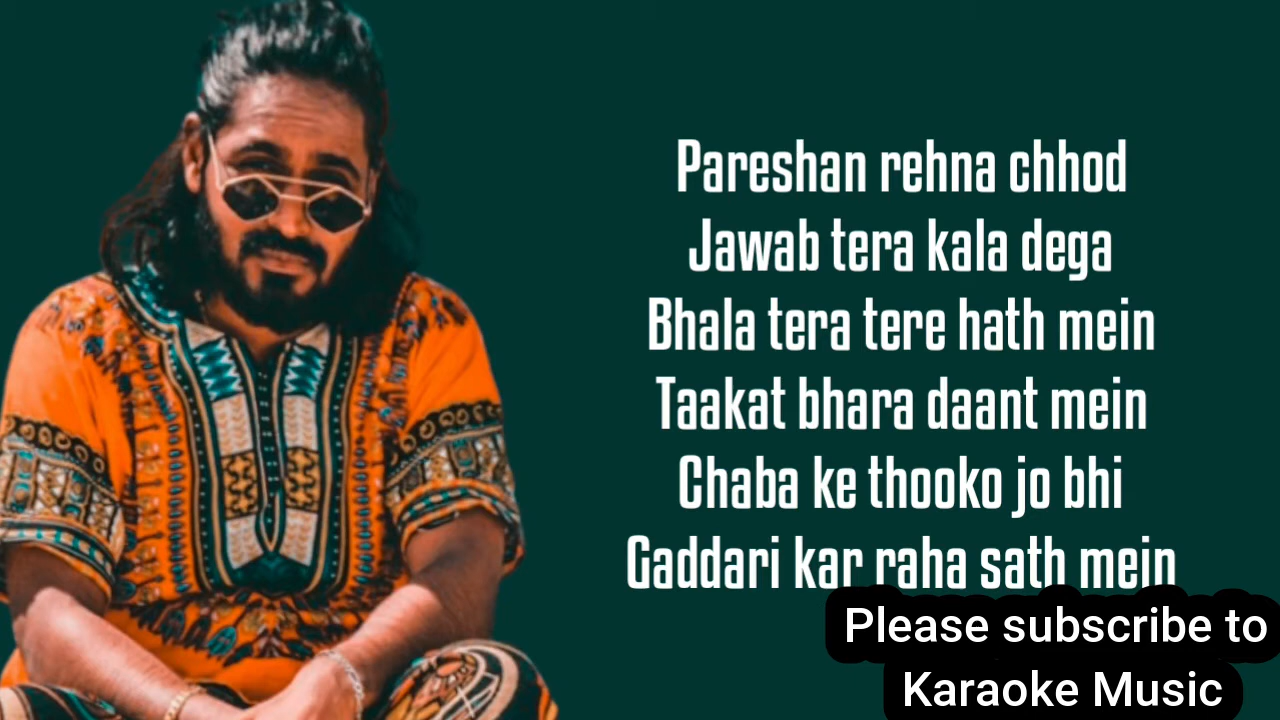 Pareshan rehna chhod
Jawab tera kala dega
Bhala tera tere hath mein
Taakat bhara daant mein
Chaba ke thooko jo bhi
Gaddari kar raha sath mein
Please subscribe to
Karaoke Music